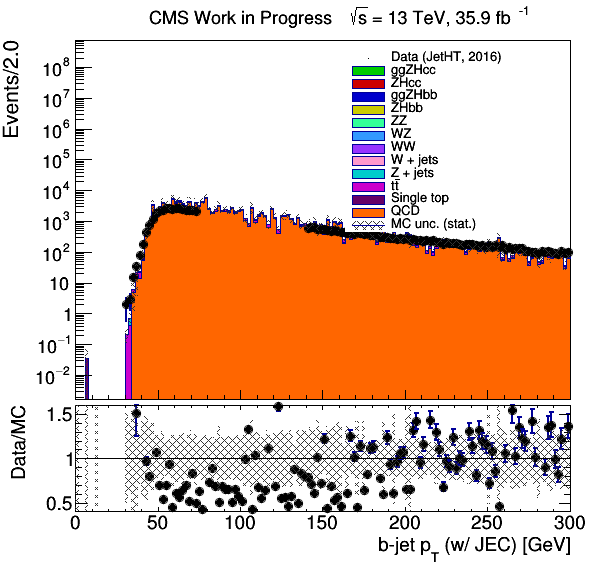 CMS Work in Progress √s = 13 TeV, 35.9 fb⁻¹
Events/2.0
Data (JetHT, 2016)
ggZHcc
ZHcc
ggZHbb
ZHbb
ZZ
WZ
WW
W + jets
Z + jets
tt̄
Single top
QCD
MC unc. (stat.)
10⁸
10⁷
10⁶
10⁵
10⁴
10³
10²
10
1
10⁻¹
10⁻²
Data/MC
1.5
1
0.5
0 50 100 150 200 250 300
b-jet p_T (w/ JEC) [GeV]